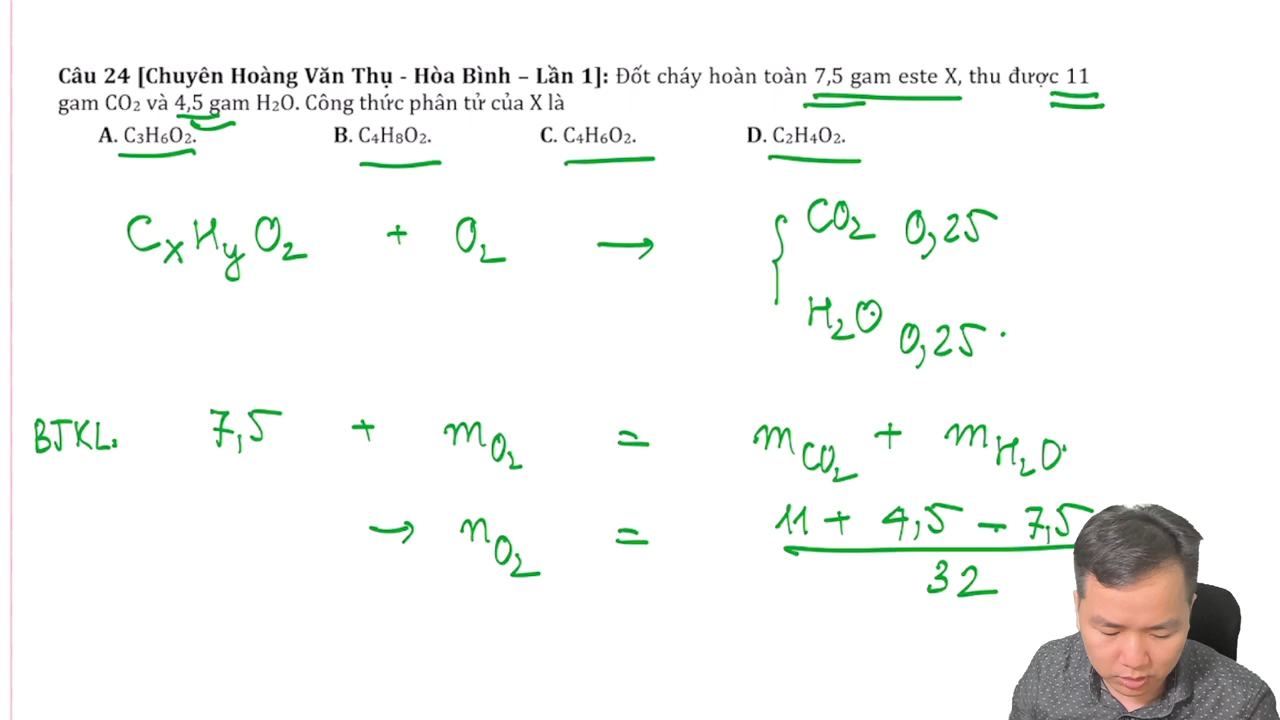 Câu 24 [Chuyên Hoàng Văn Thụ - Hòa Bình – Lần 1]: Đốt cháy hoàn toàn 7,5 gam este X, thu được 11
gam CO₂ và 4,5 gam H₂O. Công thức phân tử của X là
A. C₃H₆O₂. B. C₄H₈O₂. C. C₄H₆O₂. D. C₂H₄O₂.
CₓHᵧO₂ + O₂ → { CO₂ 0,25
H₂O 0,25
BTKL: 7,5 + mO₂ = mCO₂ + mH₂O
→ nO₂ = 11 + 4,5 - 7,5
32